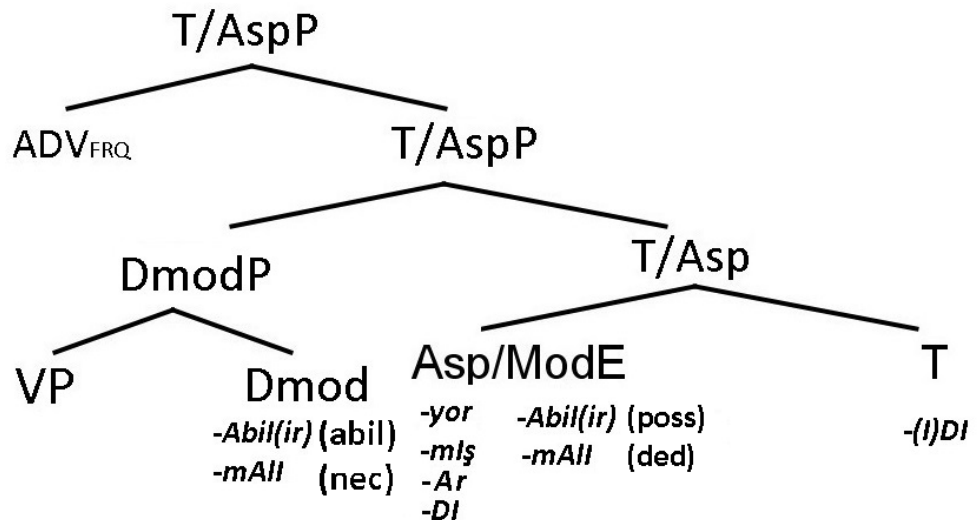 T/AspP
ADVFRQ
T/AspP
DmodP
T/Asp
VP
Dmod
-Abil(ir) (abil)
-mAlI (nec)
Asp/ModE
-yor -Abil(ir) (poss)
-mIş -mAlI (ded)
-Ar
-DI
T
-(I)DI